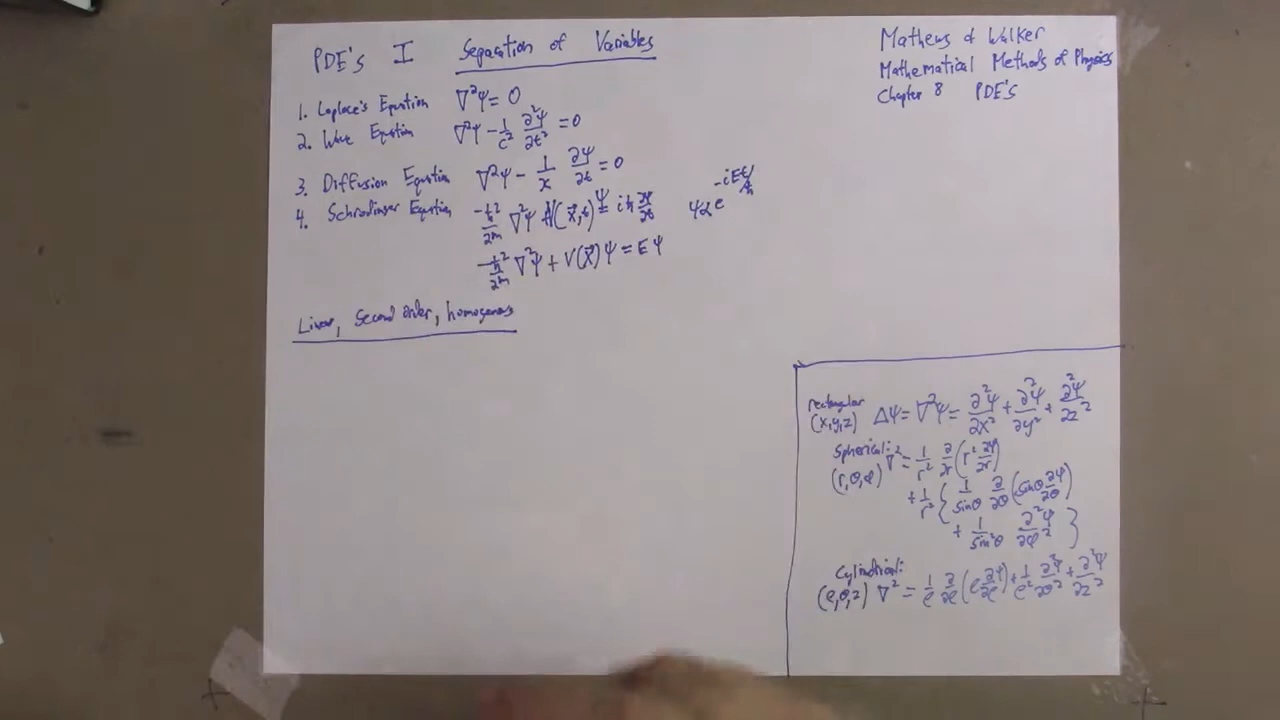 PDE'S I Separation of Variables
1. Laplace's Equation ∇²ψ = 0
2. Wave Equation ∇²ψ − 1/c² ∂²ψ/∂t² = 0
3. Diffusion Equation ∇²ψ − 1/x ∂ψ/∂t = 0
4. Schrodinger Equation −ħ²/2m ∇²ψ + V(x⃗,t)ψ = iħ ∂ψ/∂t ψ α e^(−iEt/ħ)
−ħ²/2m ∇²ψ + V(x⃗)ψ = Eψ
Linear, Second order, homogenous
Mathews & Walker
Mathematical Methods of Physics
Chapter 8 PDE'S
rectangular
(x,y,z) Δψ = ∇²ψ = ∂²ψ/∂x² + ∂²ψ/∂y² + ∂²ψ/∂z²
Spherical:
(r,θ,φ) ∇² = 1/r² ∂/∂r (r² ∂ψ/∂r)
+ 1/r² { 1/sinθ ∂/∂θ (sinθ ∂ψ/∂θ)
+ 1/sin²θ ∂²ψ/∂φ² }
Cylindrical:
(ρ,θ,z) ∇² = 1/ρ ∂/∂ρ (ρ ∂ψ/∂ρ) + 1/ρ² ∂²ψ/∂θ² + ∂²ψ/∂z²